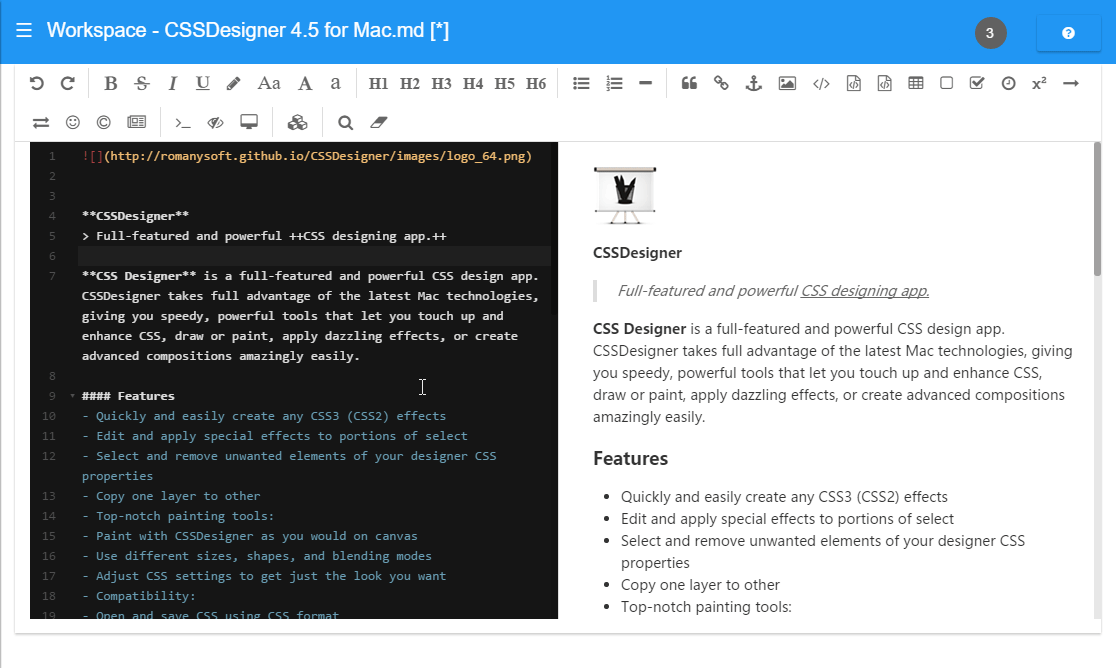 Workspace - CSSDesigner 4.5 for Mac.md [*]
3
B S I U Aa A a H1 H2 H3 H4 H5 H6 x²
1 ![](http://romanysoft.github.io/CSSDesigner/images/logo_64.png)
2
3
4 **CSSDesigner**
5 > Full-featured and powerful ++CSS designing app.++
6
7 **CSS Designer** is a full-featured and powerful CSS design app.
CSSDesigner takes full advantage of the latest Mac technologies,
giving you speedy, powerful tools that let you touch up and
enhance CSS, draw or paint, apply dazzling effects, or create
advanced compositions amazingly easily.
8
9 #### Features
10 - Quickly and easily create any CSS3 (CSS2) effects
11 - Edit and apply special effects to portions of select
12 - Select and remove unwanted elements of your designer CSS
properties
13 - Copy one layer to other
14 - Top-notch painting tools:
15 - Paint with CSSDesigner as you would on canvas
16 - Use different sizes, shapes, and blending modes
17 - Adjust CSS settings to get just the look you want
18 - Compatibility:
19 - Open and save CSS using CSS format
CSSDesigner
Full-featured and powerful CSS designing app.
CSS Designer is a full-featured and powerful CSS design app.
CSSDesigner takes full advantage of the latest Mac technologies, giving
you speedy, powerful tools that let you touch up and enhance CSS,
draw or paint, apply dazzling effects, or create advanced compositions
amazingly easily.
Features
• Quickly and easily create any CSS3 (CSS2) effects
• Edit and apply special effects to portions of select
• Select and remove unwanted elements of your designer CSS
properties
• Copy one layer to other
• Top-notch painting tools: